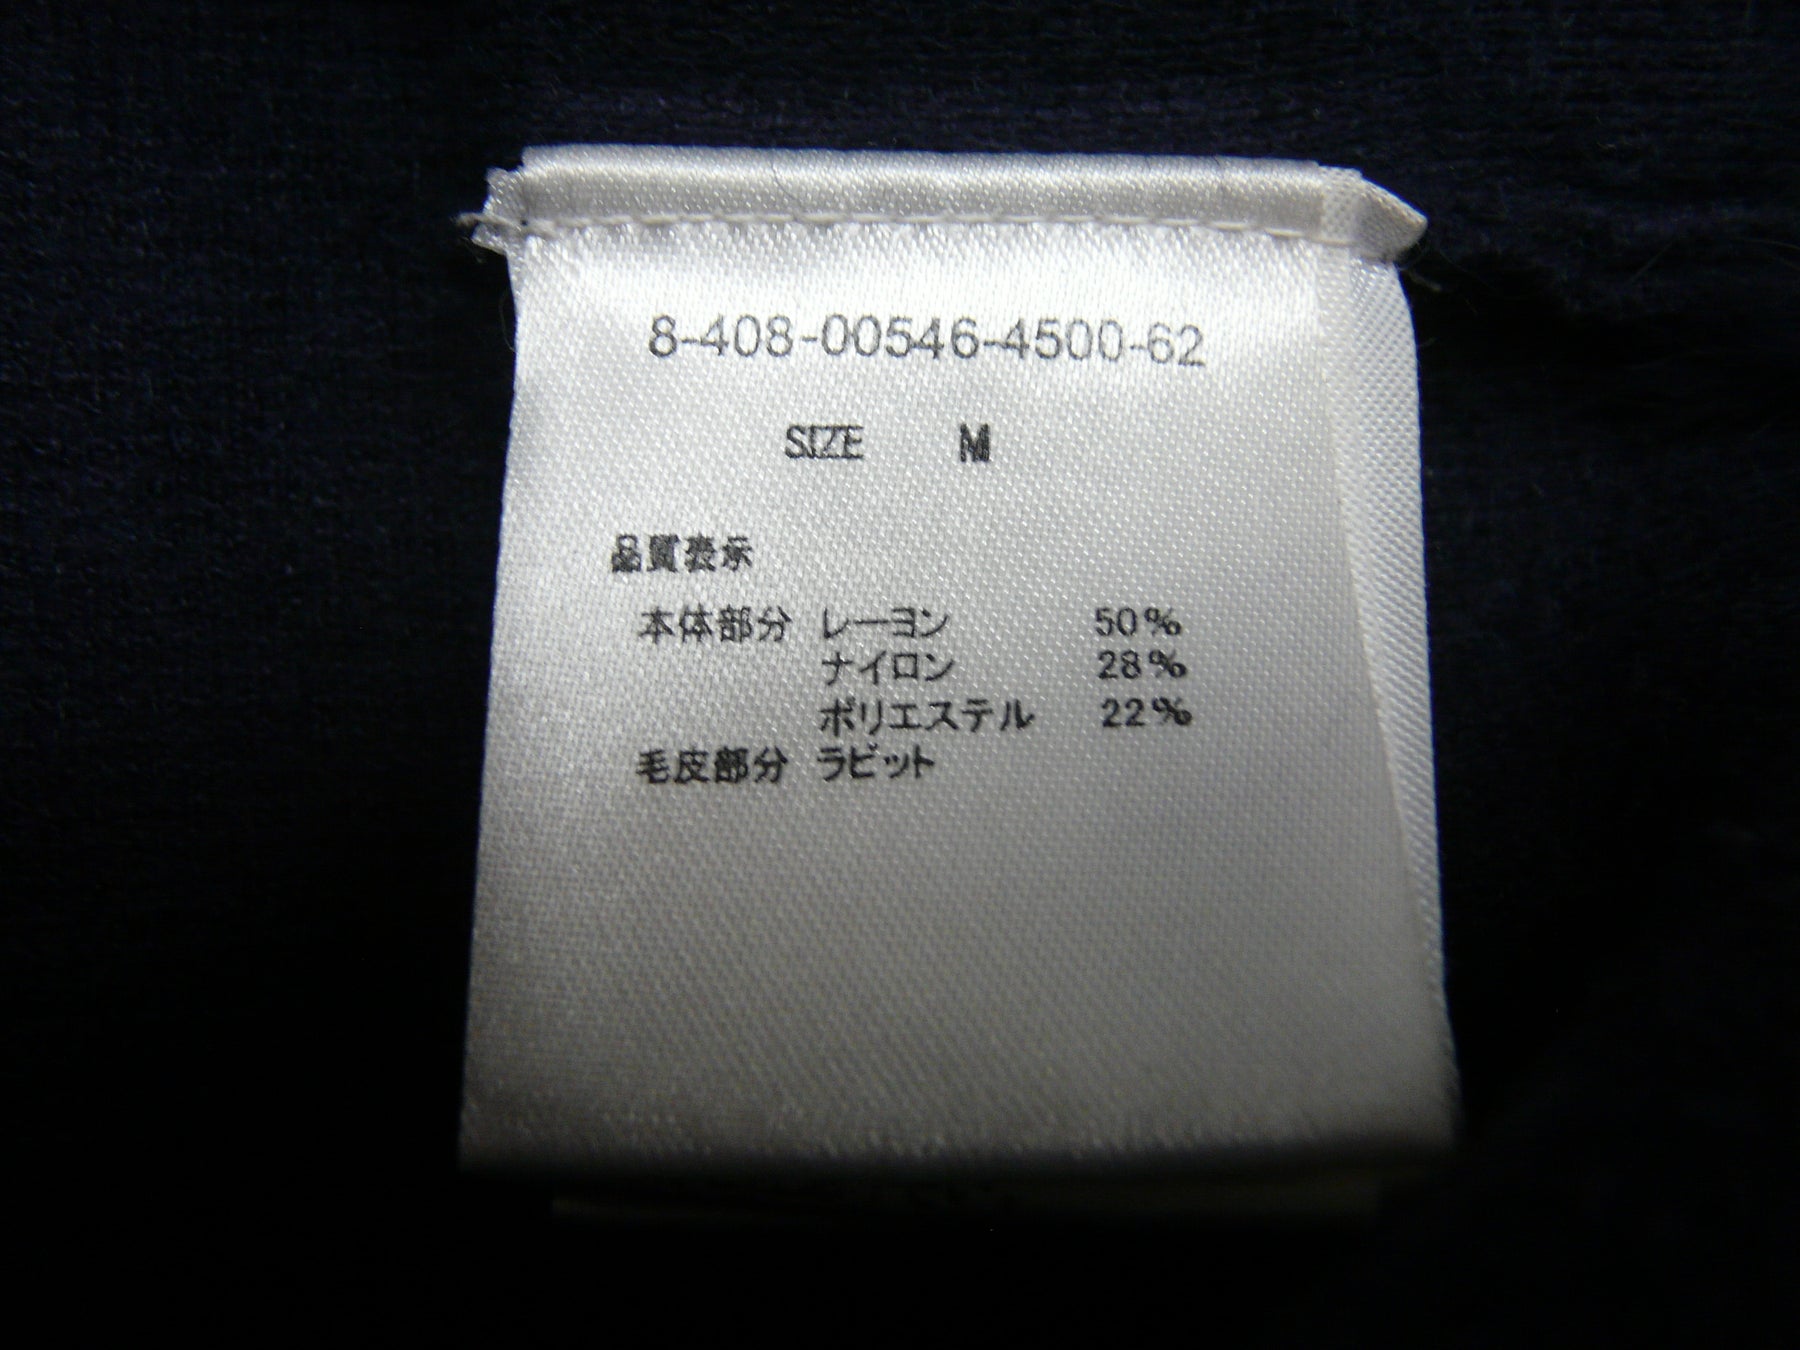 8-408-00546-4500-62
SIZE M
品質表示
本体部分 レーヨン 50%
ナイロン 28%
ポリエステル 22%
毛皮部分 ラビット